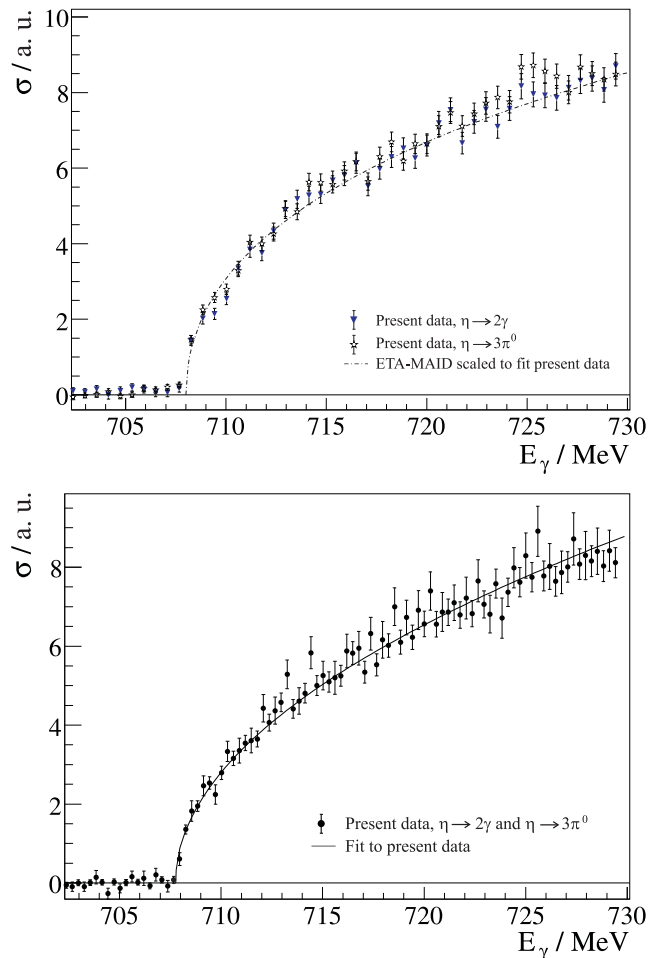 10
8
6
4
2
0
σ / a. u.
Present data, η→2γ
Present data, η→3π⁰
ETA-MAID scaled to fit present data
705 710 715 720 725 730
E_γ / MeV
8
6
4
2
0
σ / a. u.
Present data, η→2γ and η→3π⁰
Fit to present data
705 710 715 720 725 730
E_γ / MeV